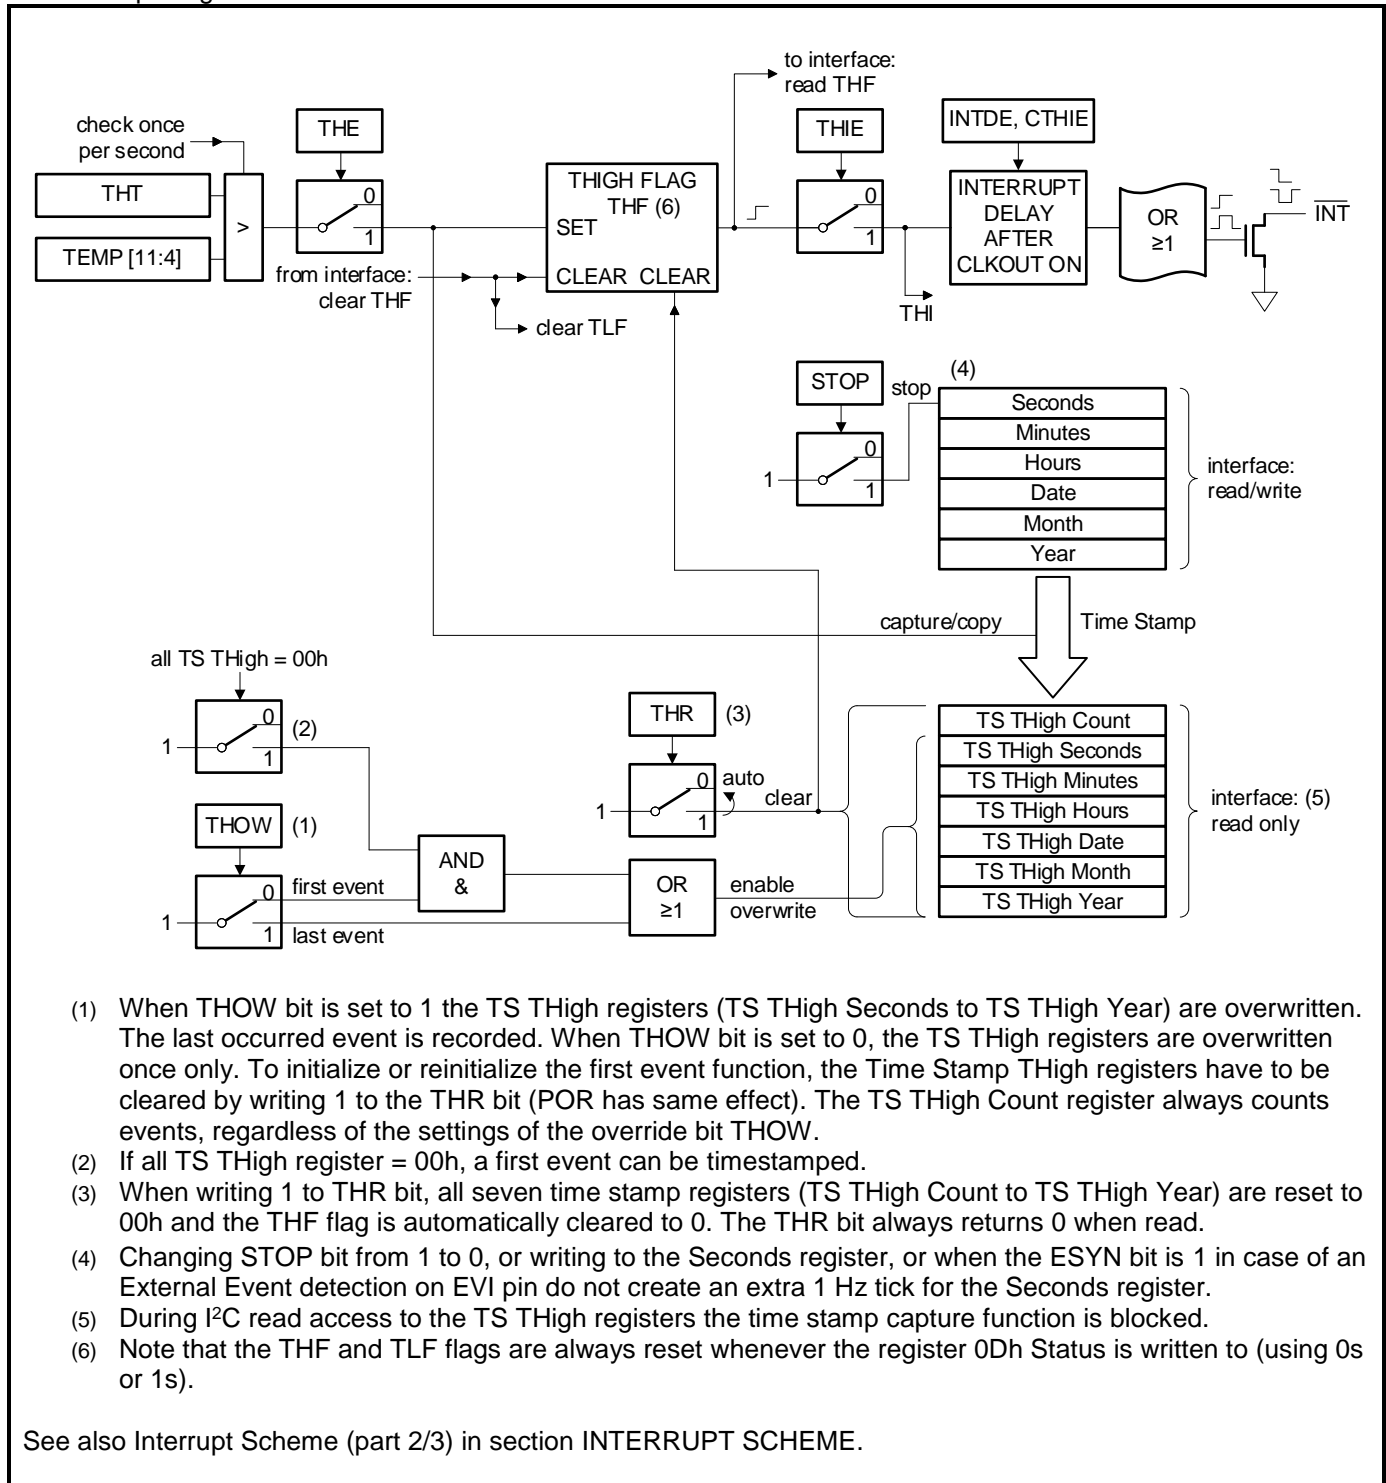 to interface:
read THF
check once
per second
THE
THIE
INTDE, CTHIE
THT
TEMP [11:4]
>
0
1
THIGH FLAG
THF (6)
SET
CLEAR CLEAR
from interface:
clear THF
clear TLF
0
1
THI
INTERRUPT
DELAY
AFTER
CLKOUT ON
OR
≥1
INT
STOP
stop
(4)
1
0
1
Seconds
Minutes
Hours
Date
Month
Year
interface:
read/write
capture/copy
Time Stamp
all TS THigh = 00h
1
0
1
(2)
THR
(3)
1
0
1
auto
clear
TS THigh Count
TS THigh Seconds
TS THigh Minutes
TS THigh Hours
TS THigh Date
TS THigh Month
TS THigh Year
interface: (5)
read only
THOW
(1)
1
0
1
first event
last event
AND
&
OR
≥1
enable
overwrite
(1) When THOW bit is set to 1 the TS THigh registers (TS THigh Seconds to TS THigh Year) are overwritten.
The last occurred event is recorded. When THOW bit is set to 0, the TS THigh registers are overwritten
once only. To initialize or reinitialize the first event function, the Time Stamp THigh registers have to be
cleared by writing 1 to the THR bit (POR has same effect). The TS THigh Count register always counts
events, regardless of the settings of the override bit THOW.
(2) If all TS THigh register = 00h, a first event can be timestamped.
(3) When writing 1 to THR bit, all seven time stamp registers (TS THigh Count to TS THigh Year) are reset to
00h and the THF flag is automatically cleared to 0. The THR bit always returns 0 when read.
(4) Changing STOP bit from 1 to 0, or writing to the Seconds register, or when the ESYN bit is 1 in case of an
External Event detection on EVI pin do not create an extra 1 Hz tick for the Seconds register.
(5) During I²C read access to the TS THigh registers the time stamp capture function is blocked.
(6) Note that the THF and TLF flags are always reset whenever the register 0Dh Status is written to (using 0s
or 1s).
See also Interrupt Scheme (part 2/3) in section INTERRUPT SCHEME.